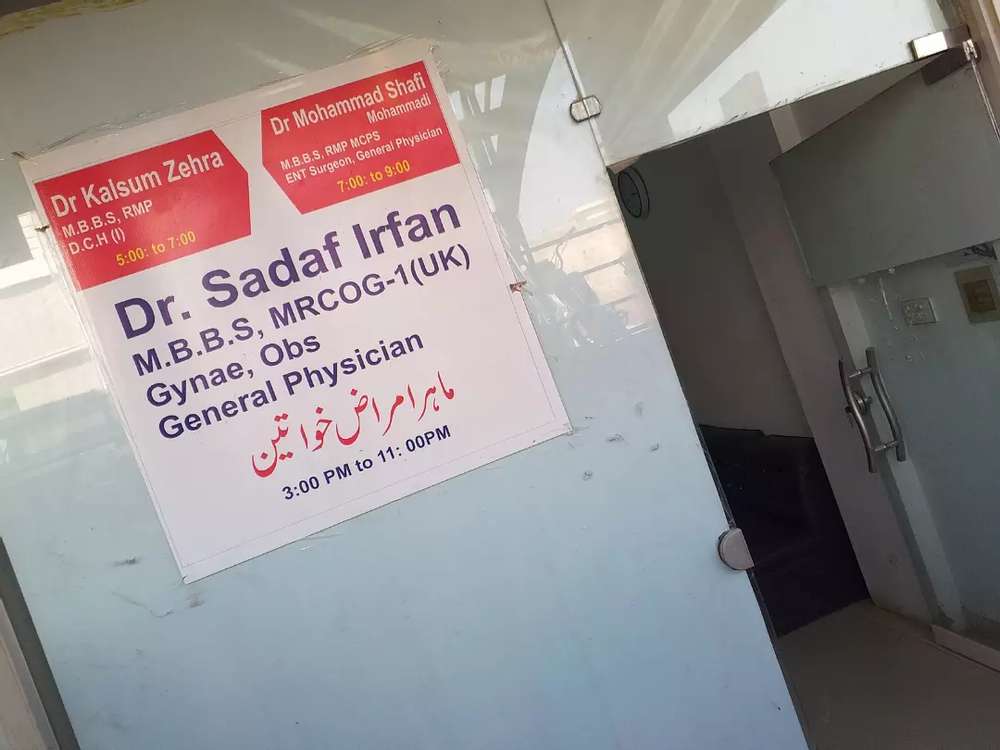 Dr Kalsum Zehra
M.B.B.S, RMP
D.C.H (I)
5:00: to 7:00
Dr Mohammad Shafi
Mohammadi
M.B.B.S, RMP MCPS
ENT Surgeon, General Physician
7:00: to 9:00
Dr. Sadaf Irfan
M.B.B.S, MRCOG-1(UK)
Gynae, Obs
General Physician
ماہر امراض خواتین
3:00 PM to 11: 00PM